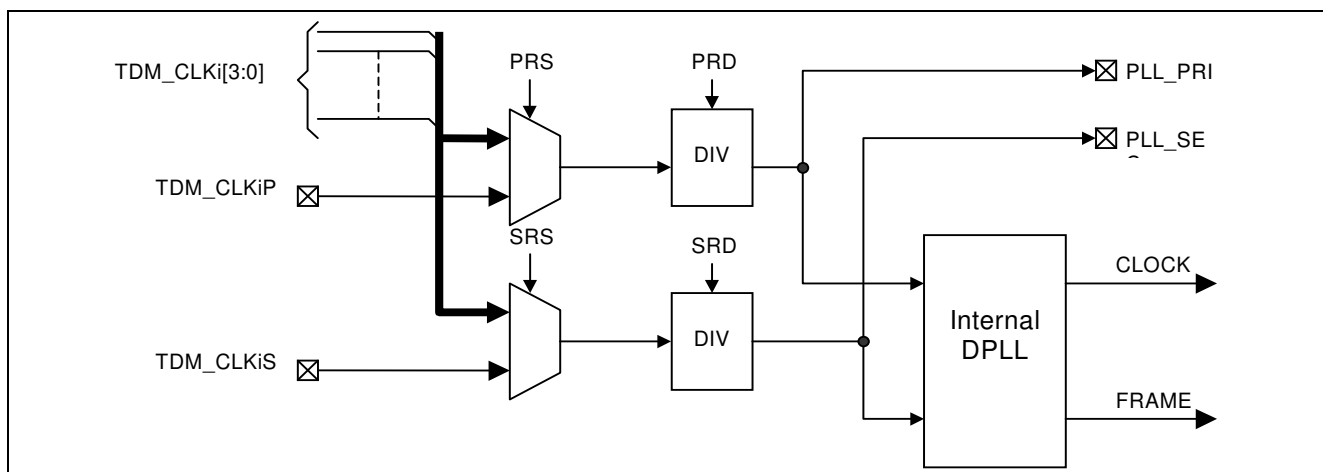 TDM_CLKi[3:0]
PRS
PRD
PLL_PRI
DIV
PLL_SE
TDM_CLKiP
SRS
SRD
CLOCK
Internal
DPLL
DIV
TDM_CLKiS
FRAME